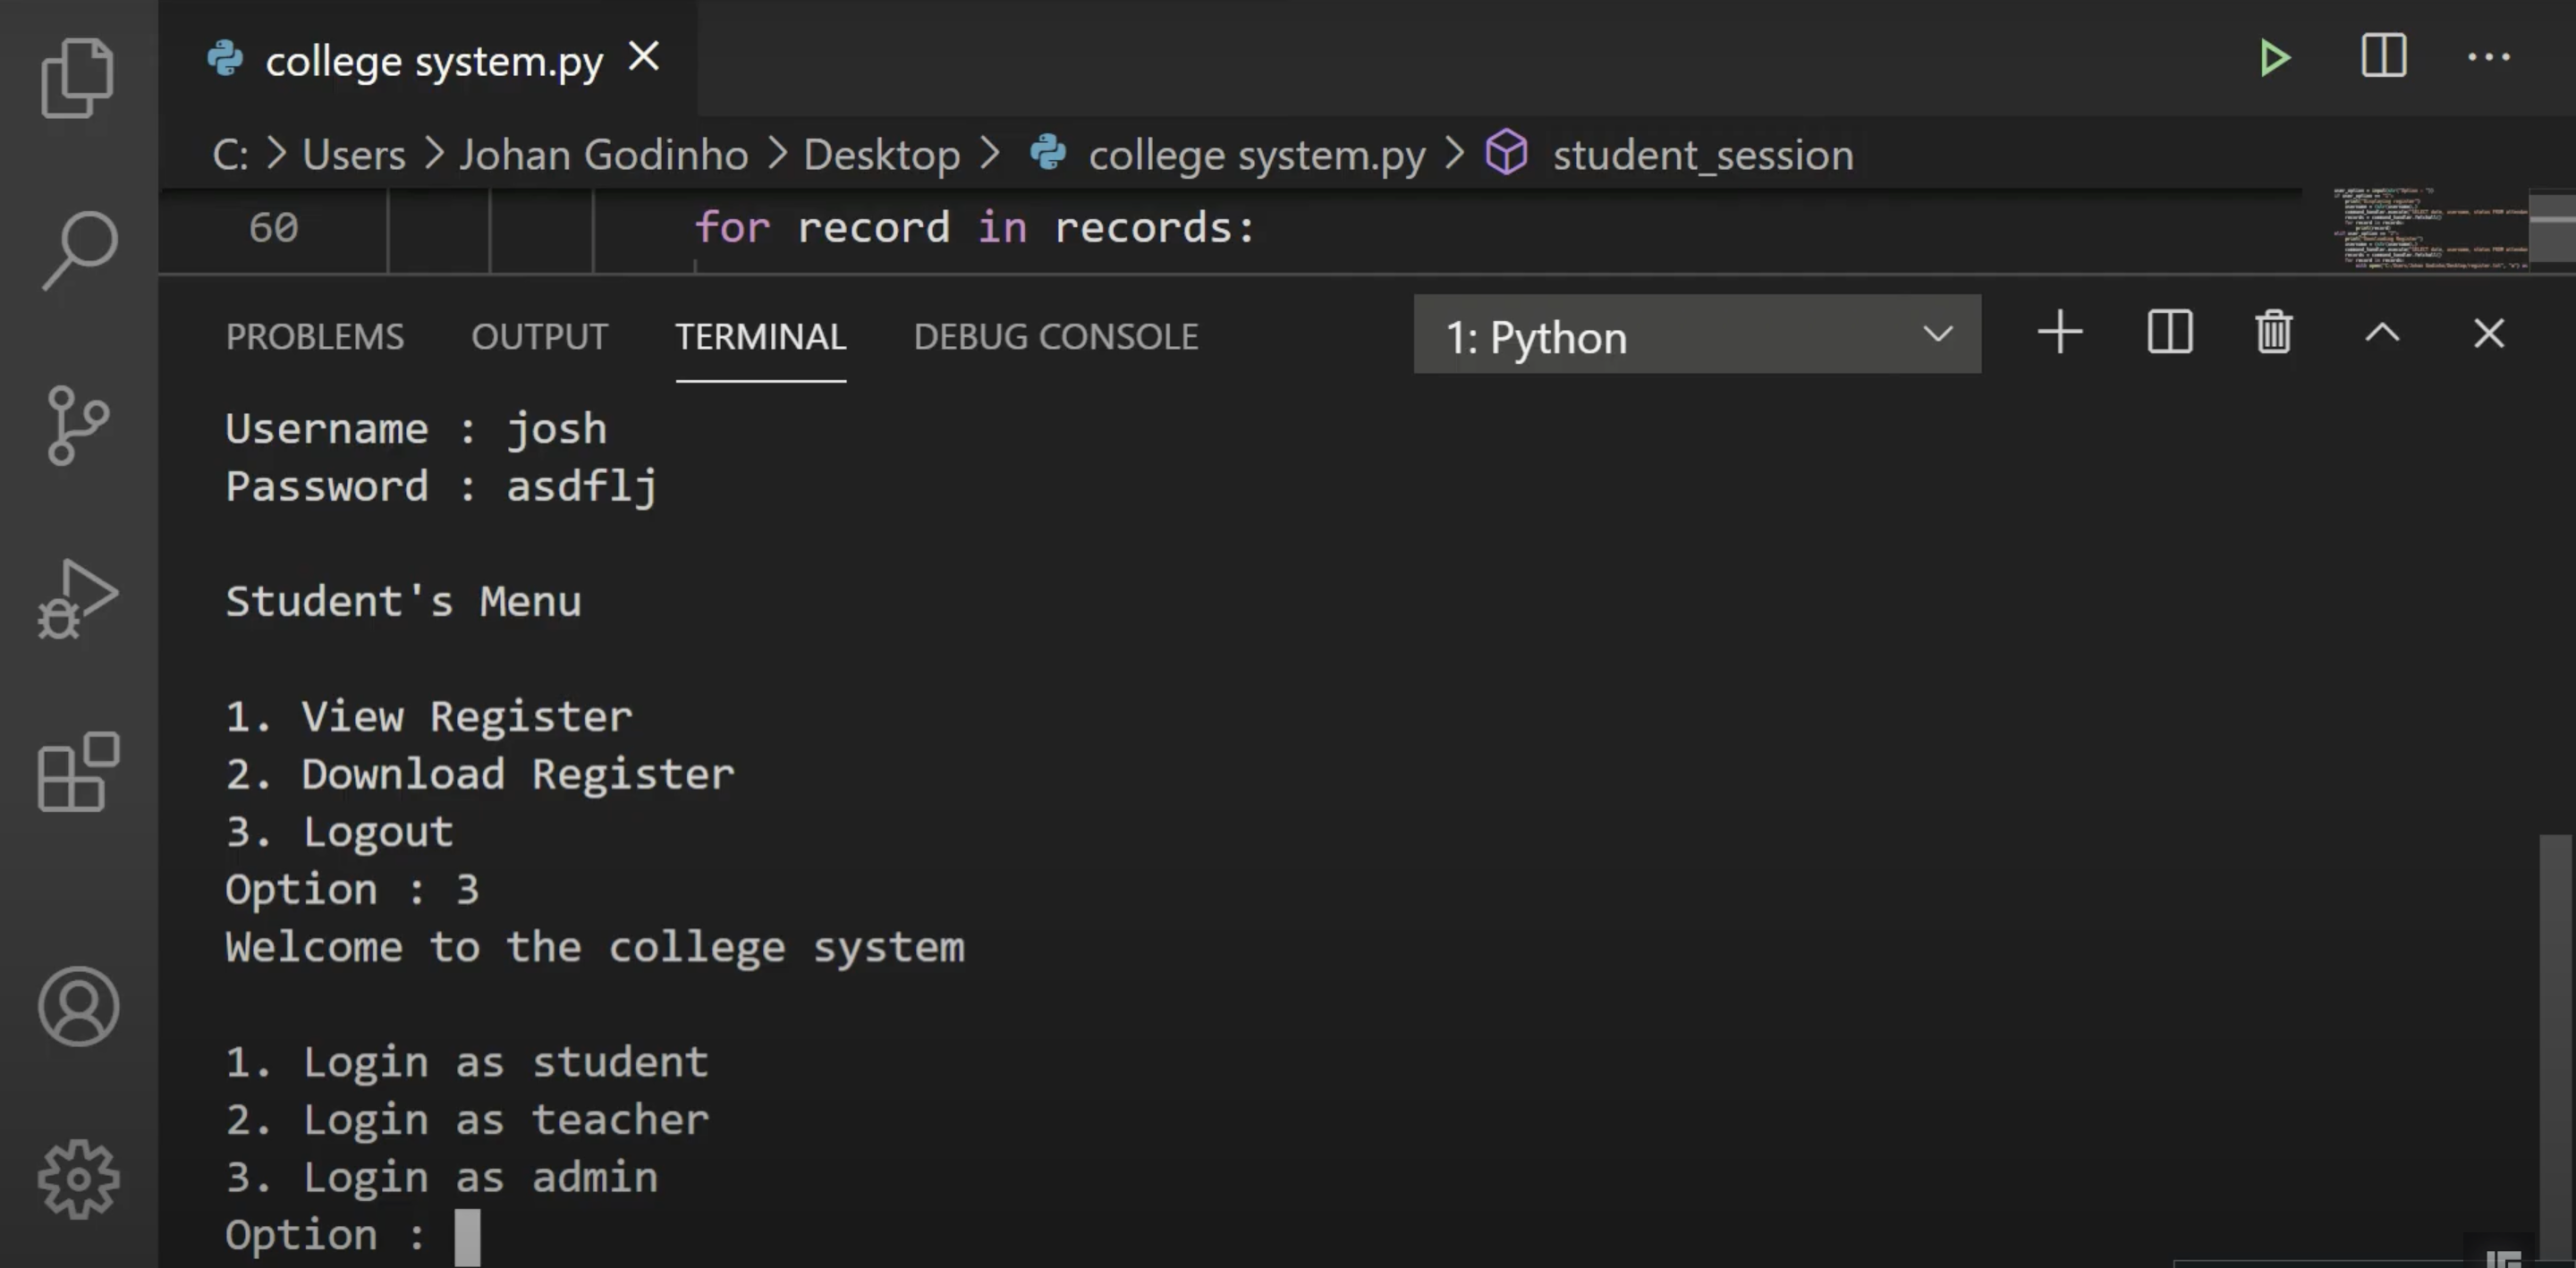 college system.py
C: > Users > Johan Godinho > Desktop > college system.py > student_session
60 for record in records:
PROBLEMS OUTPUT TERMINAL DEBUG CONSOLE 1: Python
Username : josh
Password : asdflj
Student's Menu
1. View Register
2. Download Register
3. Logout
Option : 3
Welcome to the college system
1. Login as student
2. Login as teacher
3. Login as admin
Option :